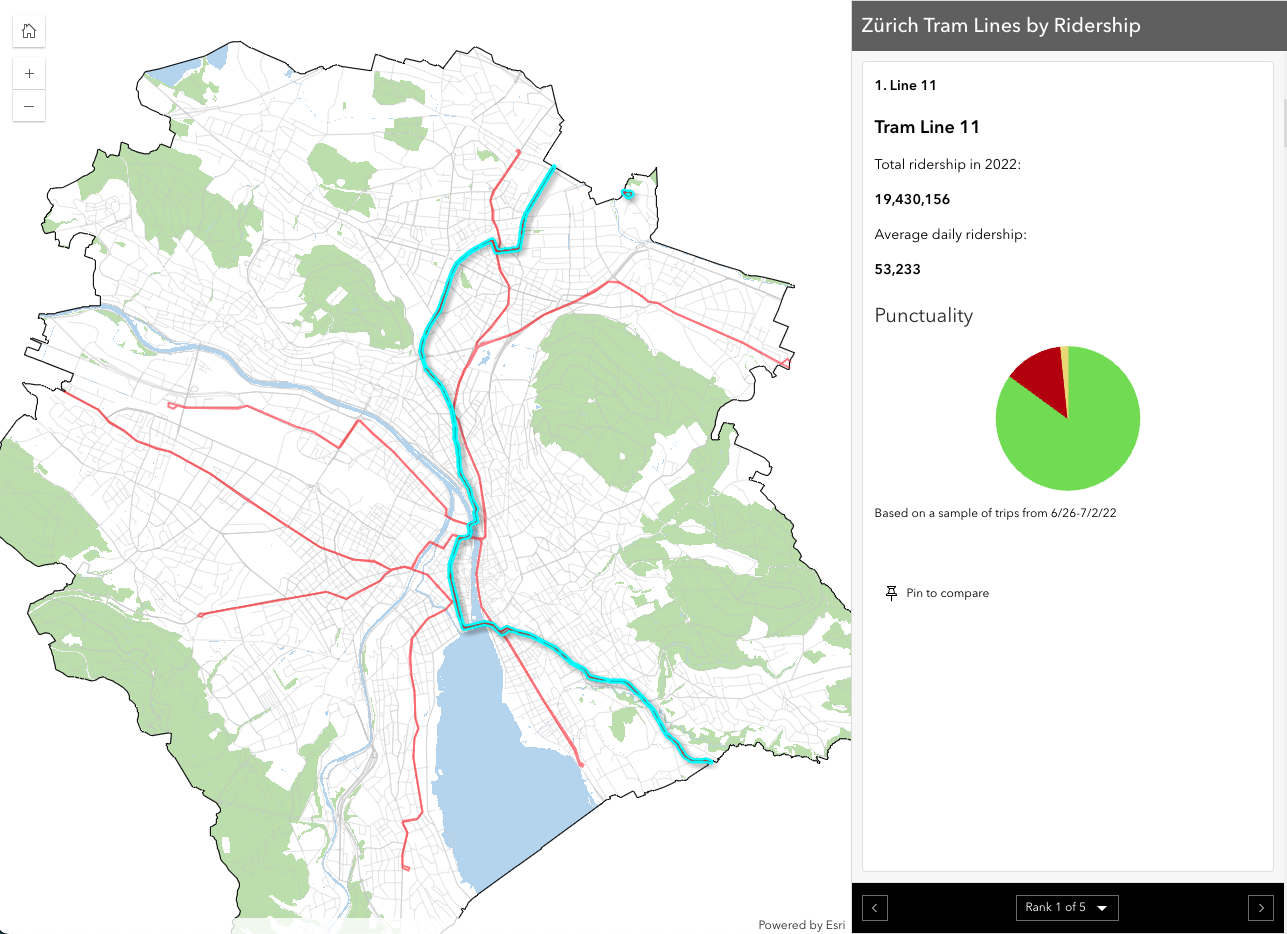 Zürich Tram Lines by Ridership
1. Line 11
Tram Line 11
Total ridership in 2022:
19,430,156
Average daily ridership:
53,233
Punctuality
Based on a sample of trips from 6/26-7/2/22
Pin to compare
Powered by Esri
Rank 1 of 5